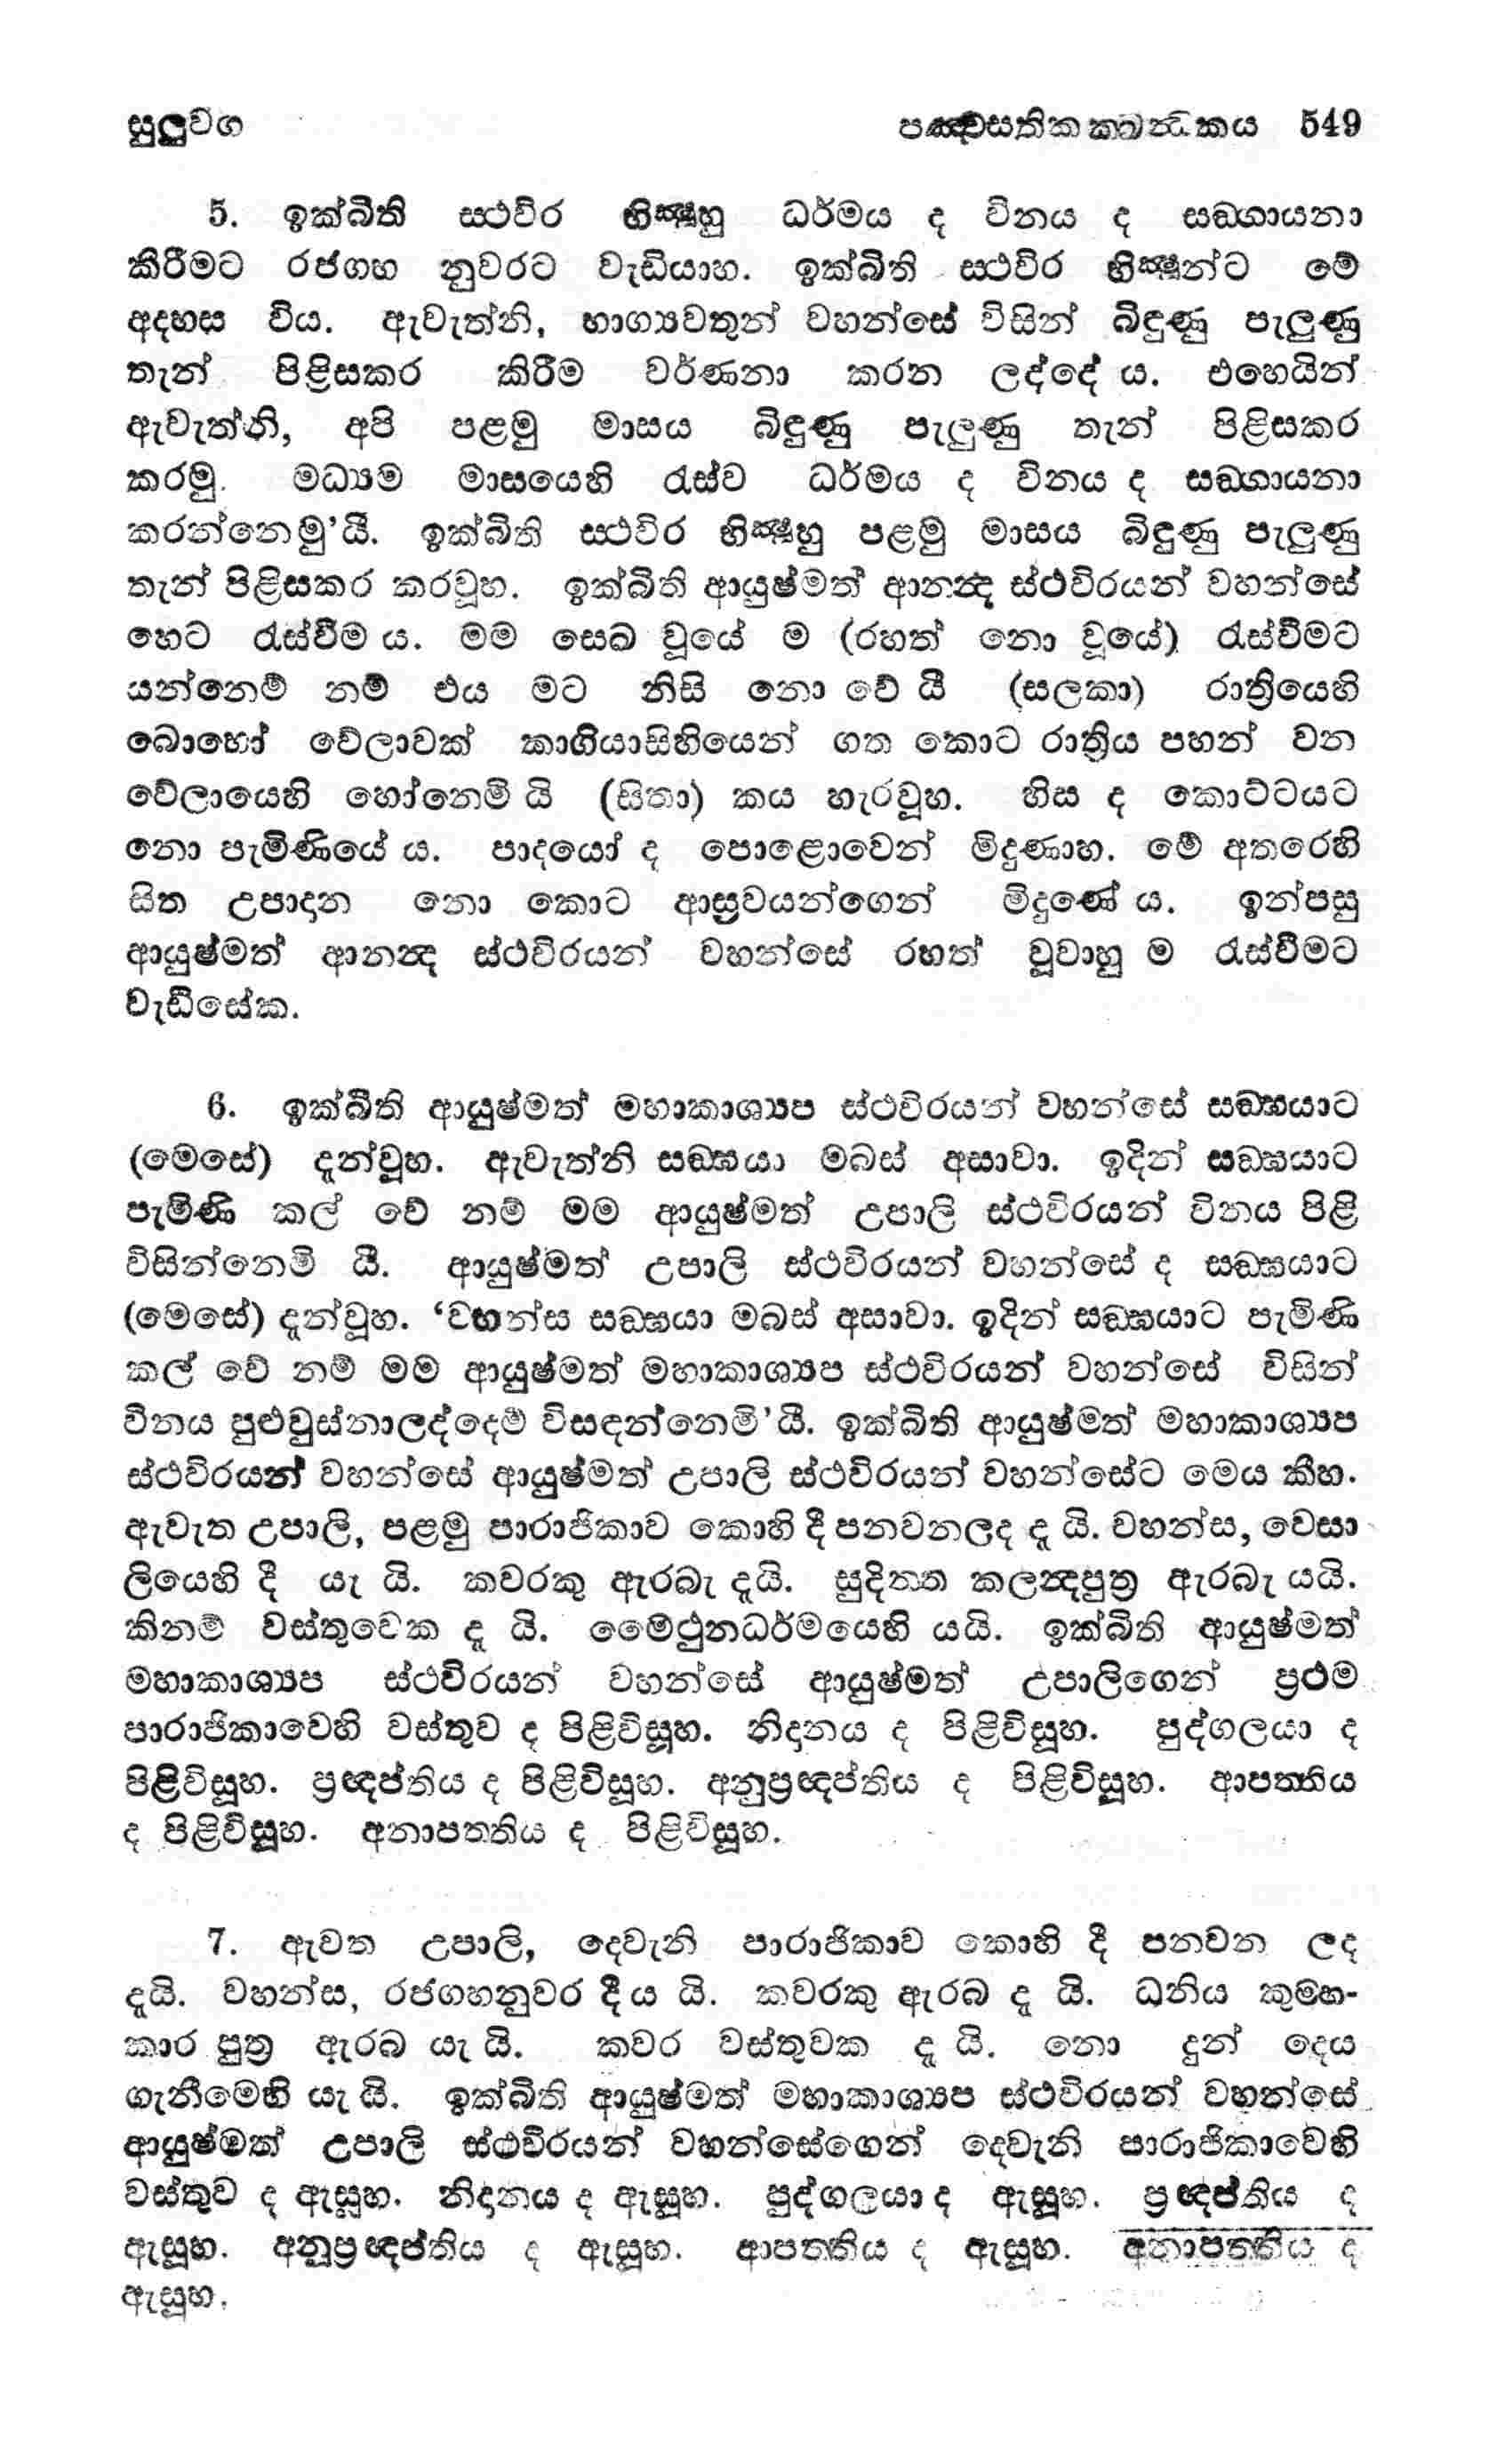 සුලුවග පඤ්චසතිකක්ඛන්ධකය 549
5. ඉක්බිති ස්ථවිර භික්ෂුහු ධර්මය ද විනය ද සඞ්ගායනා
කිරීමට රජගහ නුවරට වැඩියාහ. ඉක්බිති ස්ථවිර භික්ෂූන්ට මේ
අදහස විය. ඇවැත්නි, භාග්‍යවතුන් වහන්සේ විසින් බිඳුණු පැලුණු
තැන් පිළිසකර කිරීම වර්ණනා කරන ලද්දේ ය. එහෙයින්
ඇවැත්නි, අපි පළමු මාසය බිඳුණු පැලුණු තැන් පිළිසකර
කරමු. මධ්‍යම මාසයෙහි රැස්ව ධර්මය ද විනය ද සඞ්ගායනා
කරන්නෙමු’යී. ඉක්බිති ස්ථවිර භික්ෂුහු පළමු මාසය බිඳුණු පැලුණු
තැන් පිළිසකර කරවූහ. ඉක්බිති ආයුෂ්මත් ආනන්‍ද ස්ථවිරයන් වහන්සේ
හෙට රැස්වීම ය. මම සෙඛ වූයේ ම (රහත් නො වූයේ) රැස්වීමට
යන්නෙම් නම් එය මට නිසි නො වේ යී (සලකා) රාත්‍රියෙහි
බොහෝ වේලාවක් කාගියාසිහියෙන් ගත කොට රාත්‍රිය පහන් වන
වේලායෙහි හෝනෙමි යි (සිතා) කය හැරවූහ. හිස ද කොට්ටයට
නො පැමිණියේ ය. පාදයෝ ද පොළොවෙන් මිදුණාහ. මේ අතරෙහි
සිත උපාදාන නො කොට ආස්‍රවයන්ගෙන් මිදුණේ ය. ඉන්පසු
ආයුෂ්මත් ආනන්‍ද ස්ථවිරයන් වහන්සේ රහත් වූවාහු ම රැස්වීමට
වැඩිසේක.
6. ඉක්බිති ආයුෂ්මත් මහාකාශ්‍යප ස්ථවිරයන් වහන්සේ සඞ්ඝයාට
(මෙසේ) දැන්වූහ. ඇවැත්නි සඞ්ඝයා මබස් අසාවා. ඉදින් සඞ්ඝයාට
පැමිණි කල් වේ නම් මම ආයුෂ්මත් උපාලි ස්ථවිරයන් විනය පිළි
විසින්නෙමි යී. ආයුෂ්මත් උපාලි ස්ථවිරයන් වහන්සේ ද සඞ්ඝයාට
(මෙසේ) දැන්වූහ. ‘වහන්ස සඞ්ඝයා මබස් අසාවා. ඉදින් සඞ්ඝයාට පැමිණි
කල් වේ නම් මම ආයුෂ්මත් මහාකාශ්‍යප ස්ථවිරයන් වහන්සේ විසින්
විනය පුළුවුස්නාලද්දෙම් විසඳන්නෙමි’යී. ඉක්බිති ආයුෂ්මත් මහාකාශ්‍යප
ස්ථවිරයන් වහන්සේ ආයුෂ්මත් උපාලි ස්ථවිරයන් වහන්සේට මෙය කීහ.
ඇවැත උපාලි, පළමු පාරාජිකාව කොහි දී පනවනලද දැ යි. වහන්ස, වෙසා
ලියෙහි දී යැ යි. කවරකු ඇරබැ දැයි. සුදින්න කලන්‍දපුත්‍ර ඇරබැ යයි.
කිනම් වස්තුවෙක දැ යි. මෛථුනධර්මයෙහි යයි. ඉක්බිති ආයුෂ්මත්
මහාකාශ්‍යප ස්ථවිරයන් වහන්සේ ආයුෂ්මත් උපාලිගෙන් ප්‍රථම
පාරාජිකාවෙහි වස්තුව ද පිළිවිසූහ. නිදානය ද පිළිවිසූහ. පුද්ගලයා ද
පිළිවිසූහ. ප්‍රඥප්තිය ද පිළිවිසූහ. අනුප්‍රඥප්තිය ද පිළිවිසූහ. ආපත්තිය
ද පිළිවිසූහ. අනාපත්තිය ද පිළිවිසූහ.
7. ඇවත උපාලි, දෙවැනි පාරාජිකාව කොහි දී පනවන ලද
දැයි. වහන්ස, රජගහනුවර දී ය යි. කවරකු ඇරබ දැ යි. ධනිය කුම්භ-
කාර පුත්‍ර ඇරබ යැ යි. කවර වස්තුවක දැ යි. නො දුන් දෙය
ගැනීමෙහි යැ යි. ඉක්බිති ආයුෂ්මත් මහාකාශ්‍යප ස්ථවිරයන් වහන්සේ
ආයුෂ්මත් උපාලි ස්ථවිරයන් වහන්සේගෙන් දෙවැනි පාරාජිකාවෙහි
වස්තුව ද ඇසූහ. නිදානය ද ඇසූහ. පුද්ගලයා ද ඇසූහ. ප්‍රඥප්තිය ද
ඇසූහ. අනුප්‍රඥප්තිය ද ඇසූහ. ආපත්තිය ද ඇසූහ. අනාපත්තිය ද
ඇසූහ.